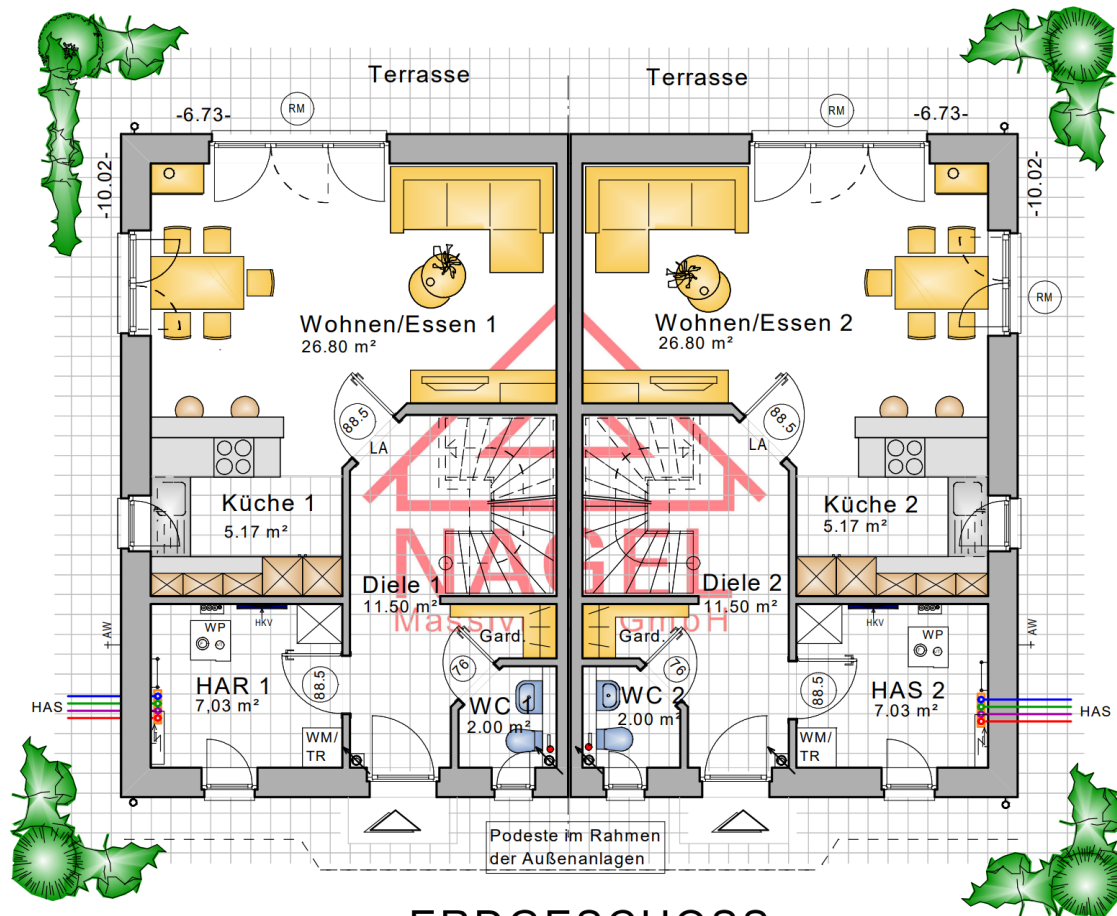 Terrasse
Terrasse
-6.73-
RM
RM
-6.73-
-10.02-
-10.02-
RM
Wohnen/Essen 1
26.80 m²
Wohnen/Essen 2
26.80 m²
88.5
LA
LA
88.5
Küche 1
5.17 m²
Küche 2
5.17 m²
NAGEL
Massiv GmbH
Diele 1
11.50 m²
Diele 2
11.50 m²
AW
WP
HKV
Gard.
Gard.
HKV
WP
AW
76
76
HAR 1
7,03 m²
88.5
WC 1
2.00 m²
WC 2
2.00 m²
88.5
HAS 2
7.03 m²
HAS
HAS
WM/
TR
WM/
TR
Podeste im Rahmen
der Außenanlagen
ERDGESCHOSS